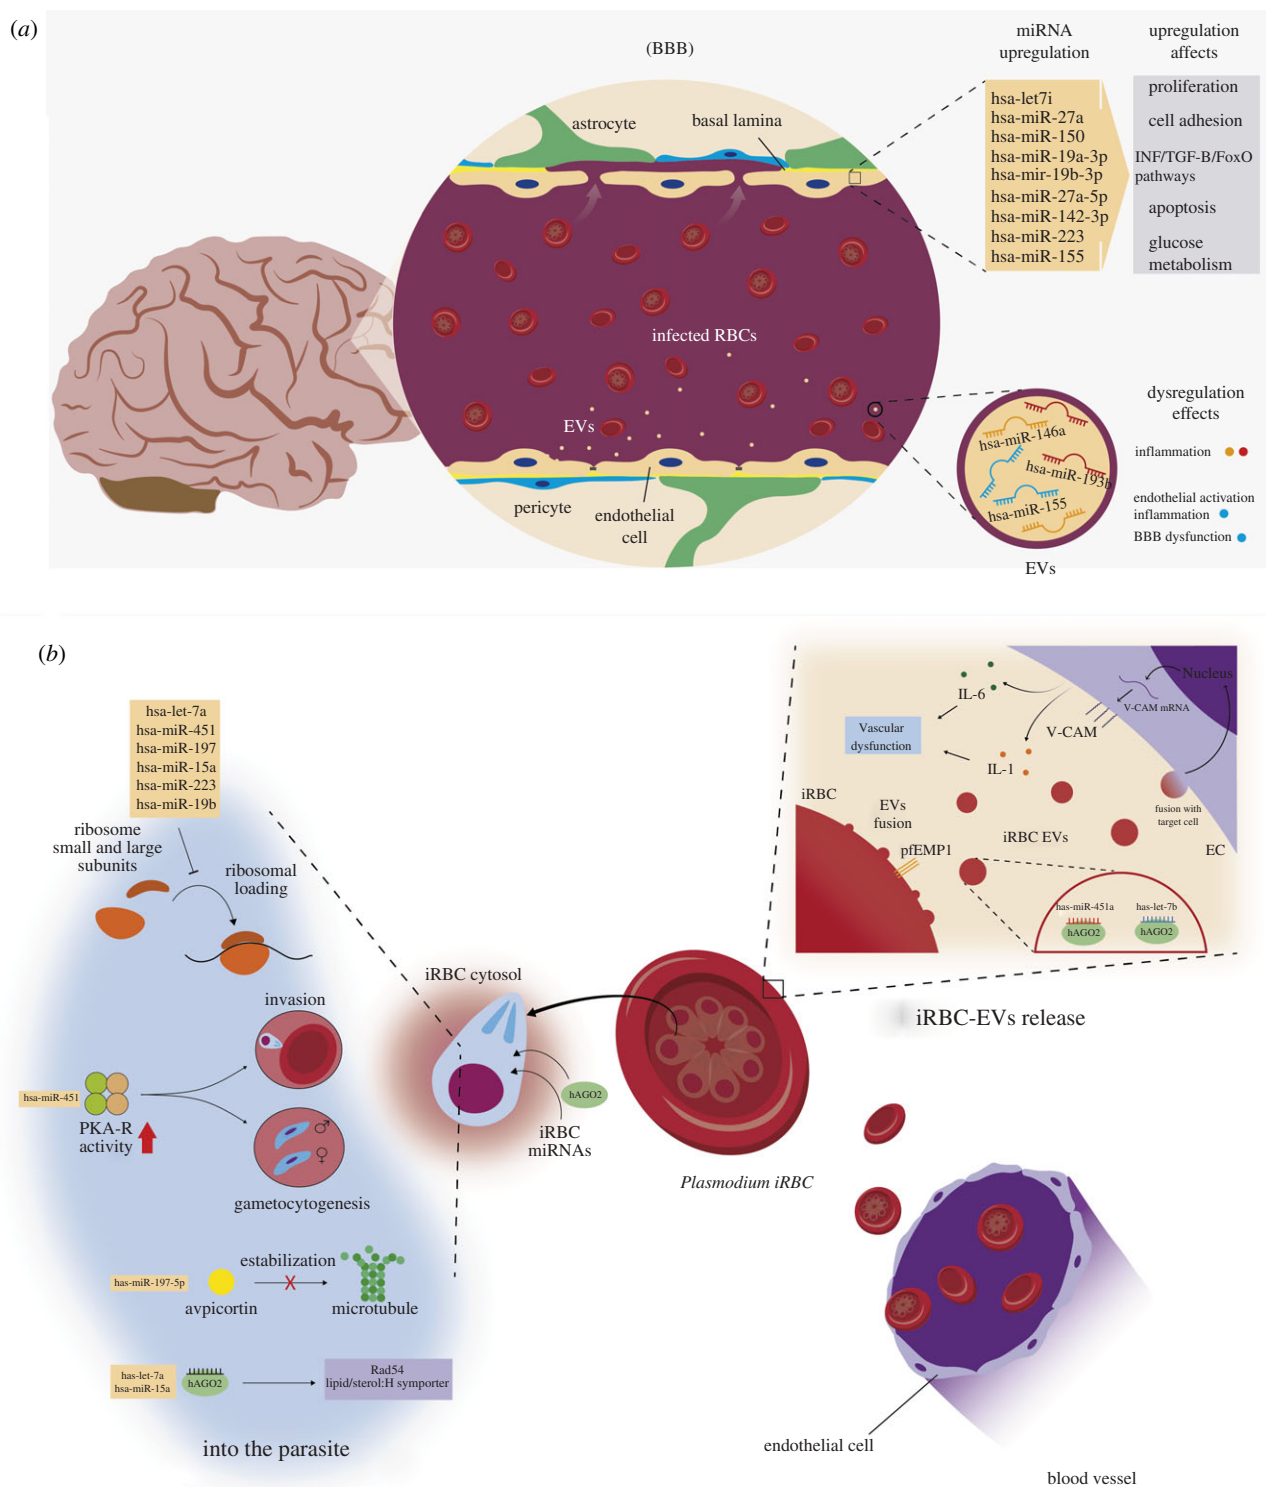 (a)
(BBB)
astrocyte
basal lamina
infected RBCs
EVs
pericyte
endothelial
cell
miRNA
upregulation
hsa-let7i
hsa-miR-27a
hsa-miR-150
hsa-miR-19a-3p
hsa-mir-19b-3p
hsa-miR-27a-5p
hsa-miR-142-3p
hsa-miR-223
hsa-miR-155
upregulation
affects
proliferation
cell adhesion
INF/TGF-B/FoxO
pathways
apoptosis
glucose
metabolism
hsa-miR-146a
hsa-miR-193b
hsa-miR-155
EVs
dysregulation
effects
inflammation
endothelial activation
inflammation
BBB dysfunction
(b)
hsa-let-7a
hsa-miR-451
hsa-miR-197
hsa-miR-15a
hsa-miR-223
hsa-miR-19b
ribosome
small and large
subunits
ribosomal
loading
invasion
hsa-miR-451
PKA-R
activity
♂
♀
gametocytogenesis
has-miR-197-5p
avpicortin
estabilization
X
microtubule
has-let-7a
hsa-miR-15a
hAGO2
Rad54
lipid/sterol:H symporter
into the parasite
iRBC cytosol
hAGO2
iRBC
miRNAs
Plasmodium iRBC
IL-6
Vascular
dysfunction
IL-1
V-CAM
V-CAM mRNA
Nucleus
iRBC
EVs
fusion
pfEMP1
iRBC EVs
fusion with
target cell
EC
has-miR-451a
hAGO2
has-let-7b
hAGO2
iRBC-EVs release
endothelial cell
blood vessel